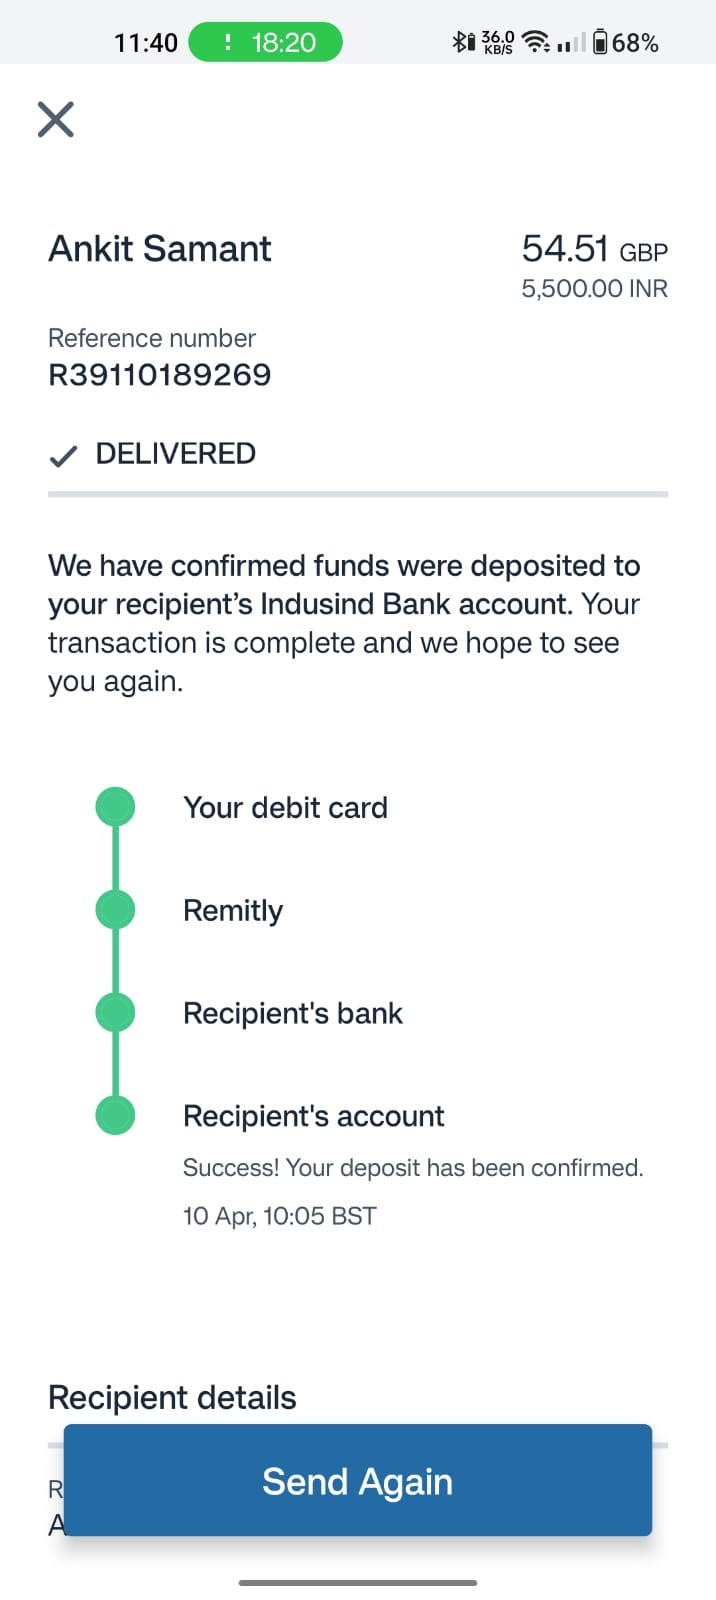 11:40 ! 18:20 36.0 KB/S 68%
Ankit Samant 54.51 GBP
5,500.00 INR
Reference number
R39110189269
DELIVERED
We have confirmed funds were deposited to
your recipient’s Indusind Bank account. Your
transaction is complete and we hope to see
you again.
Your debit card
Remitly
Recipient's bank
Recipient's account
Success! Your deposit has been confirmed.
10 Apr, 10:05 BST
Recipient details
Send Again